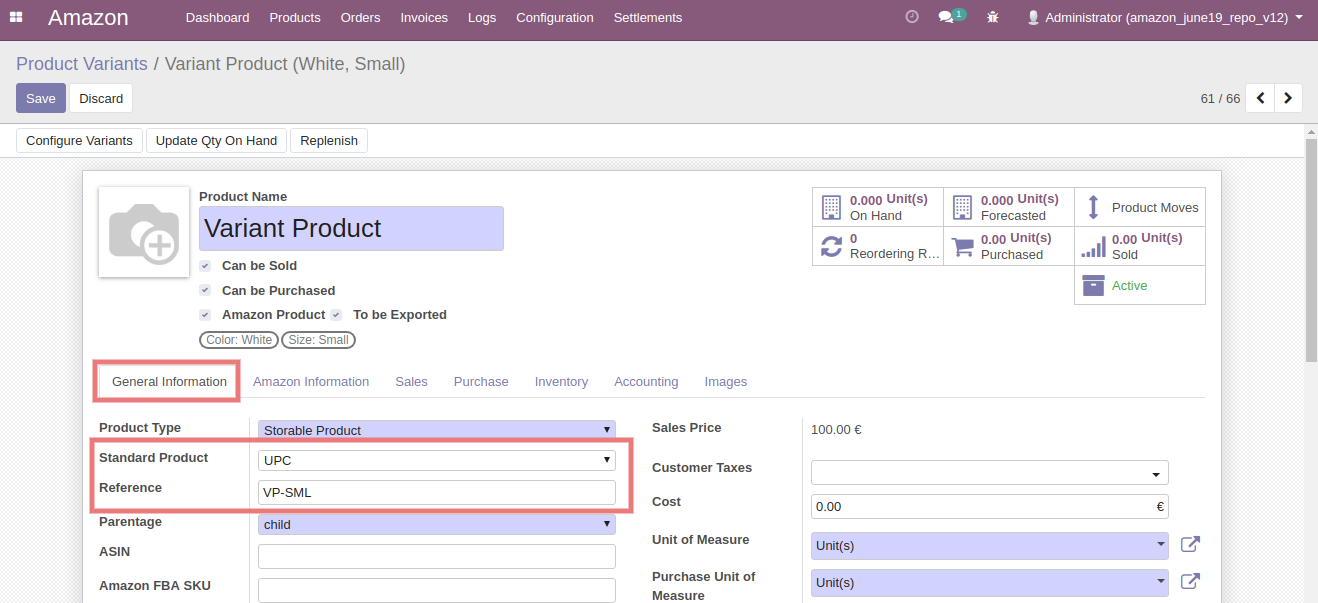 Amazon Dashboard Products Orders Invoices Logs Configuration Settlements 1 Administrator (amazon_june19_repo_v12)
Product Variants / Variant Product (White, Small)
Save Discard 61 / 66
Configure Variants Update Qty On Hand Replenish
Product Name
Variant Product
Can be Sold
Can be Purchased
Amazon Product To be Exported
Color: White Size: Small
0.000 Unit(s)
On Hand
0.000 Unit(s)
Forecasted
Product Moves
0
Reordering R...
0.00 Unit(s)
Purchased
0.00 Unit(s)
Sold
Active
General Information Amazon Information Sales Purchase Inventory Accounting Images
Product Type Storable Product
Standard Product UPC
Reference VP-SML
Parentage child
ASIN
Amazon FBA SKU
Sales Price 100.00 €
Customer Taxes
Cost 0.00 €
Unit of Measure Unit(s)
Purchase Unit of
Measure
Unit(s)